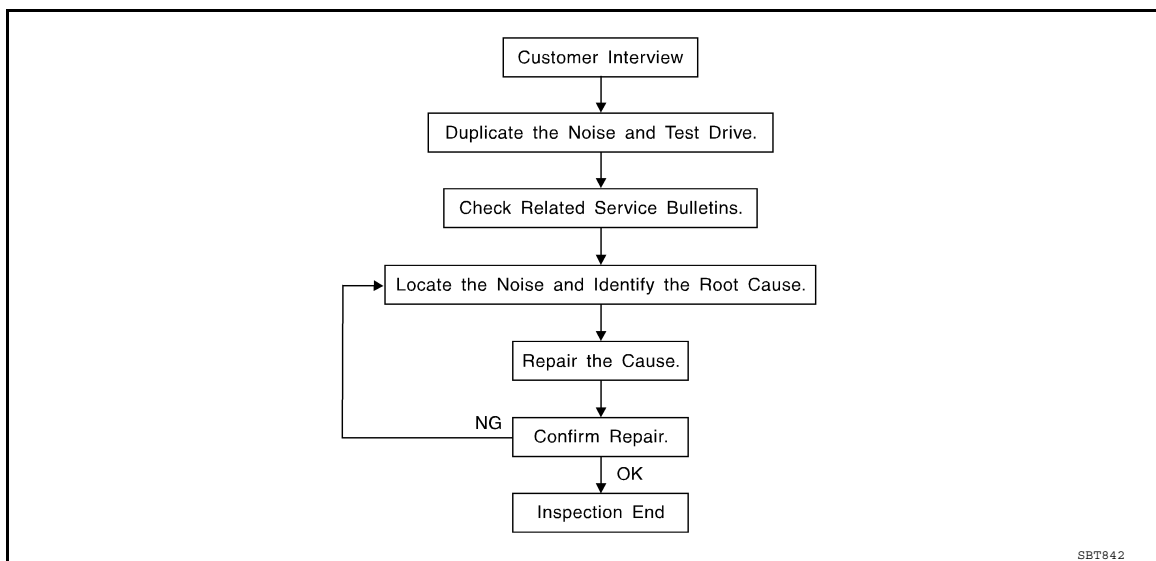 Customer Interview
Duplicate the Noise and Test Drive.
Check Related Service Bulletins.
Locate the Noise and Identify the Root Cause.
Repair the Cause.
NG
Confirm Repair.
OK
Inspection End
SBT842